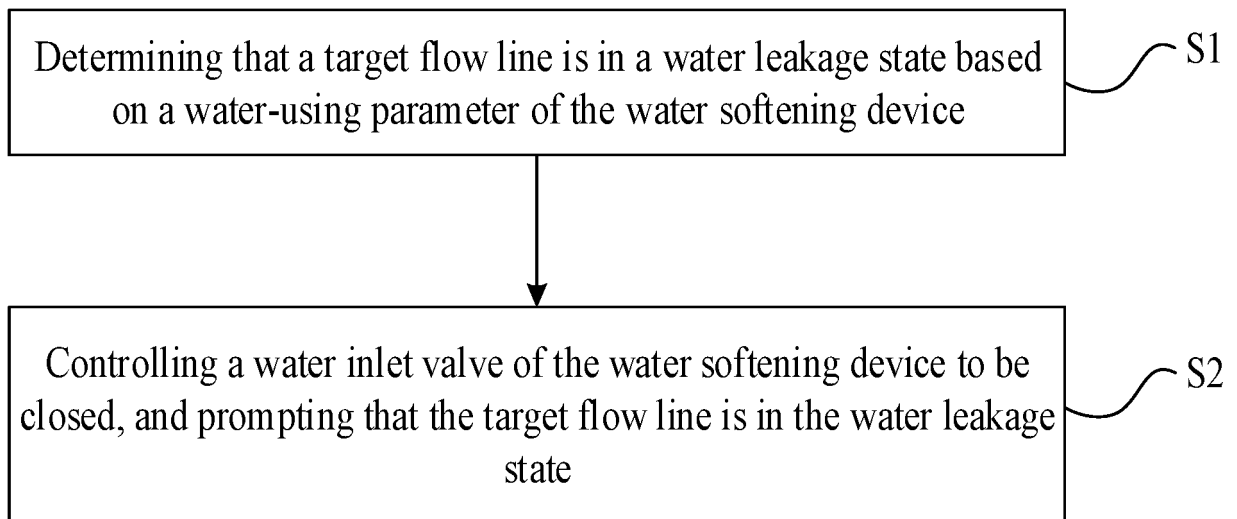 Determining that a target flow line is in a water leakage state based
on a water-using parameter of the water softening device
S1
Controlling a water inlet valve of the water softening device to be
closed, and prompting that the target flow line is in the water leakage
state
S2